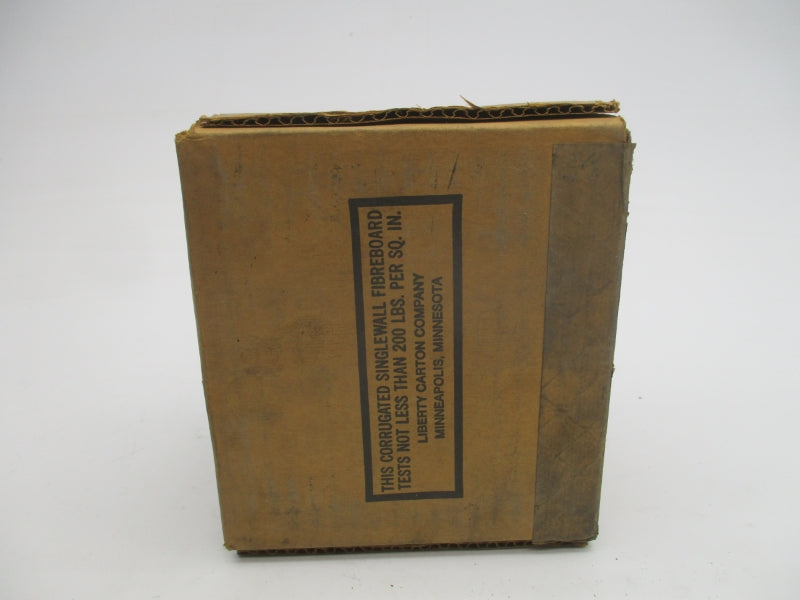 THIS CORRUGATED SINGLEWALL FIBREBOARD
TESTS NOT LESS THAN 200 LBS. PER SQ. IN.
LIBERTY CARTON COMPANY
MINNEAPOLIS, MINNESOTA